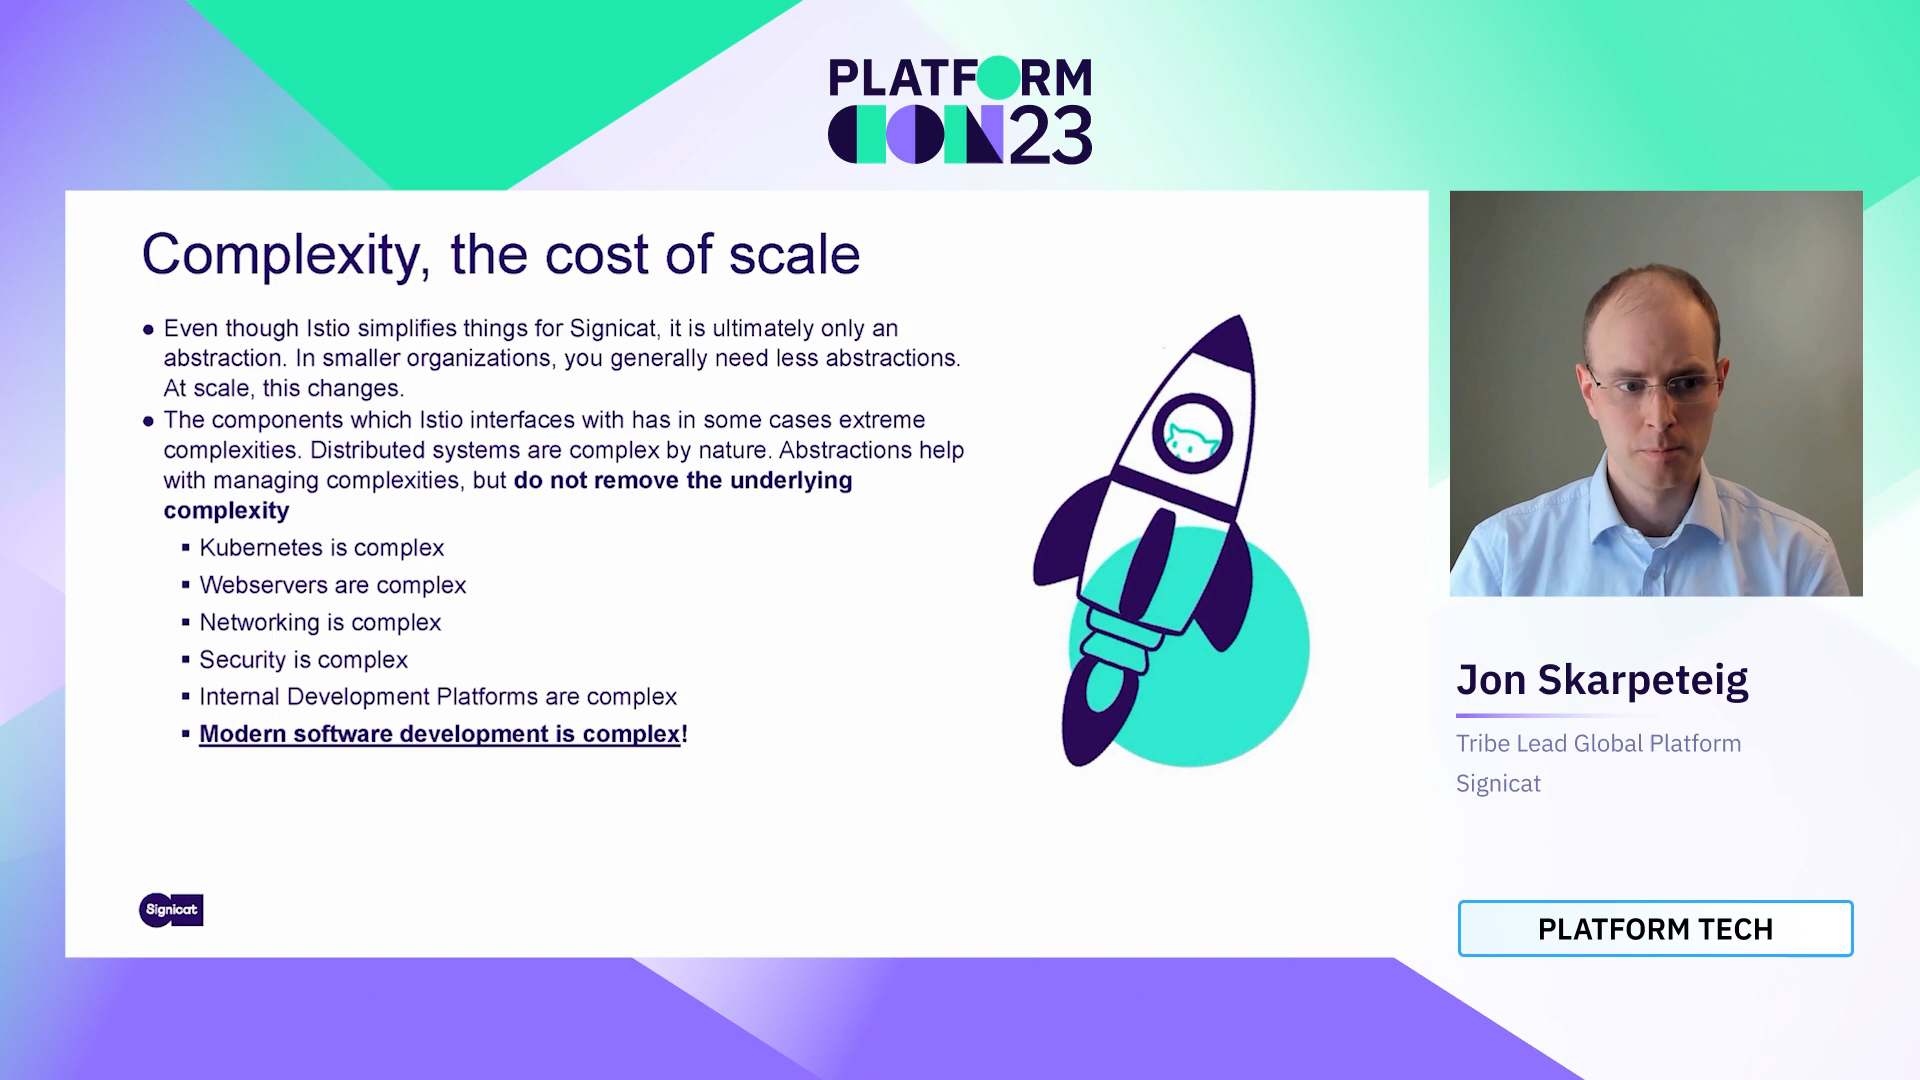 PLATFORM
CON23
Complexity, the cost of scale
● Even though Istio simplifies things for Signicat, it is ultimately only an
abstraction. In smaller organizations, you generally need less abstractions.
At scale, this changes.
● The components which Istio interfaces with has in some cases extreme
complexities. Distributed systems are complex by nature. Abstractions help
with managing complexities, but do not remove the underlying
complexity
▪ Kubernetes is complex
▪ Webservers are complex
▪ Networking is complex
▪ Security is complex
▪ Internal Development Platforms are complex
▪ Modern software development is complex!
Signicat
Jon Skarpeteig
Tribe Lead Global Platform
Signicat
PLATFORM TECH